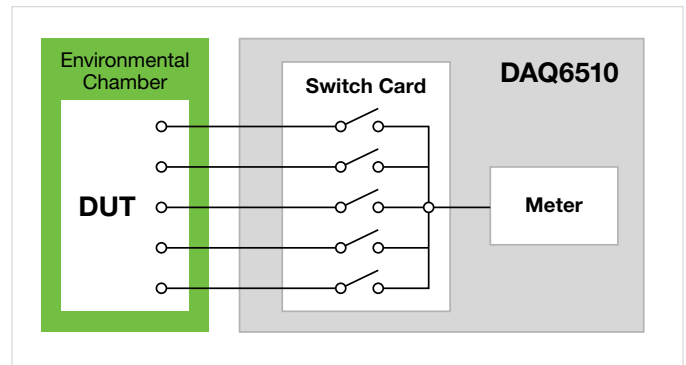 Environmental
Chamber
DUT
Switch Card
DAQ6510
Meter